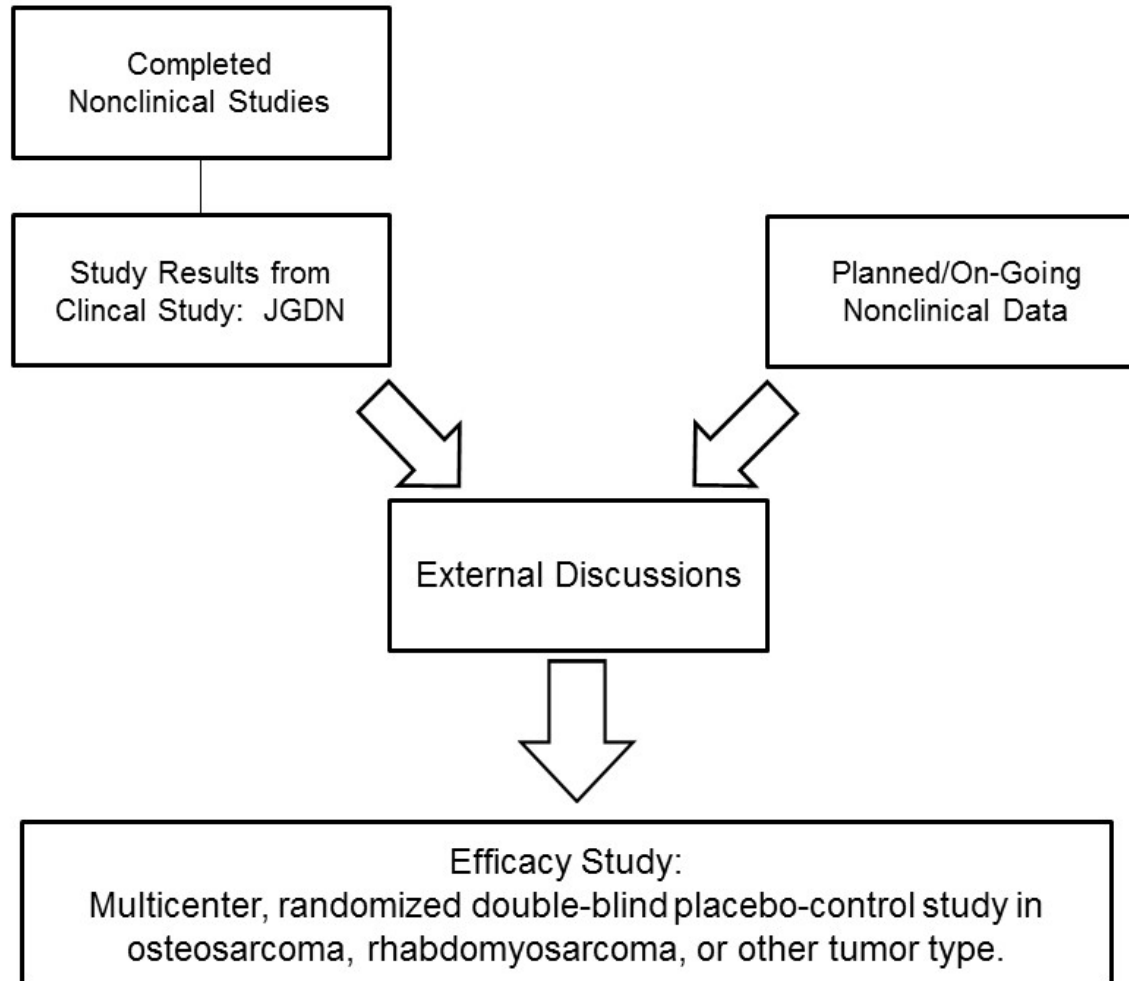 Completed
Nonclinical Studies
Study Results from
Clincal Study: JGDN
Planned/On-Going
Nonclinical Data
External Discussions
Efficacy Study:
Multicenter, randomized double-blind placebo-control study in
osteosarcoma, rhabdomyosarcoma, or other tumor type.